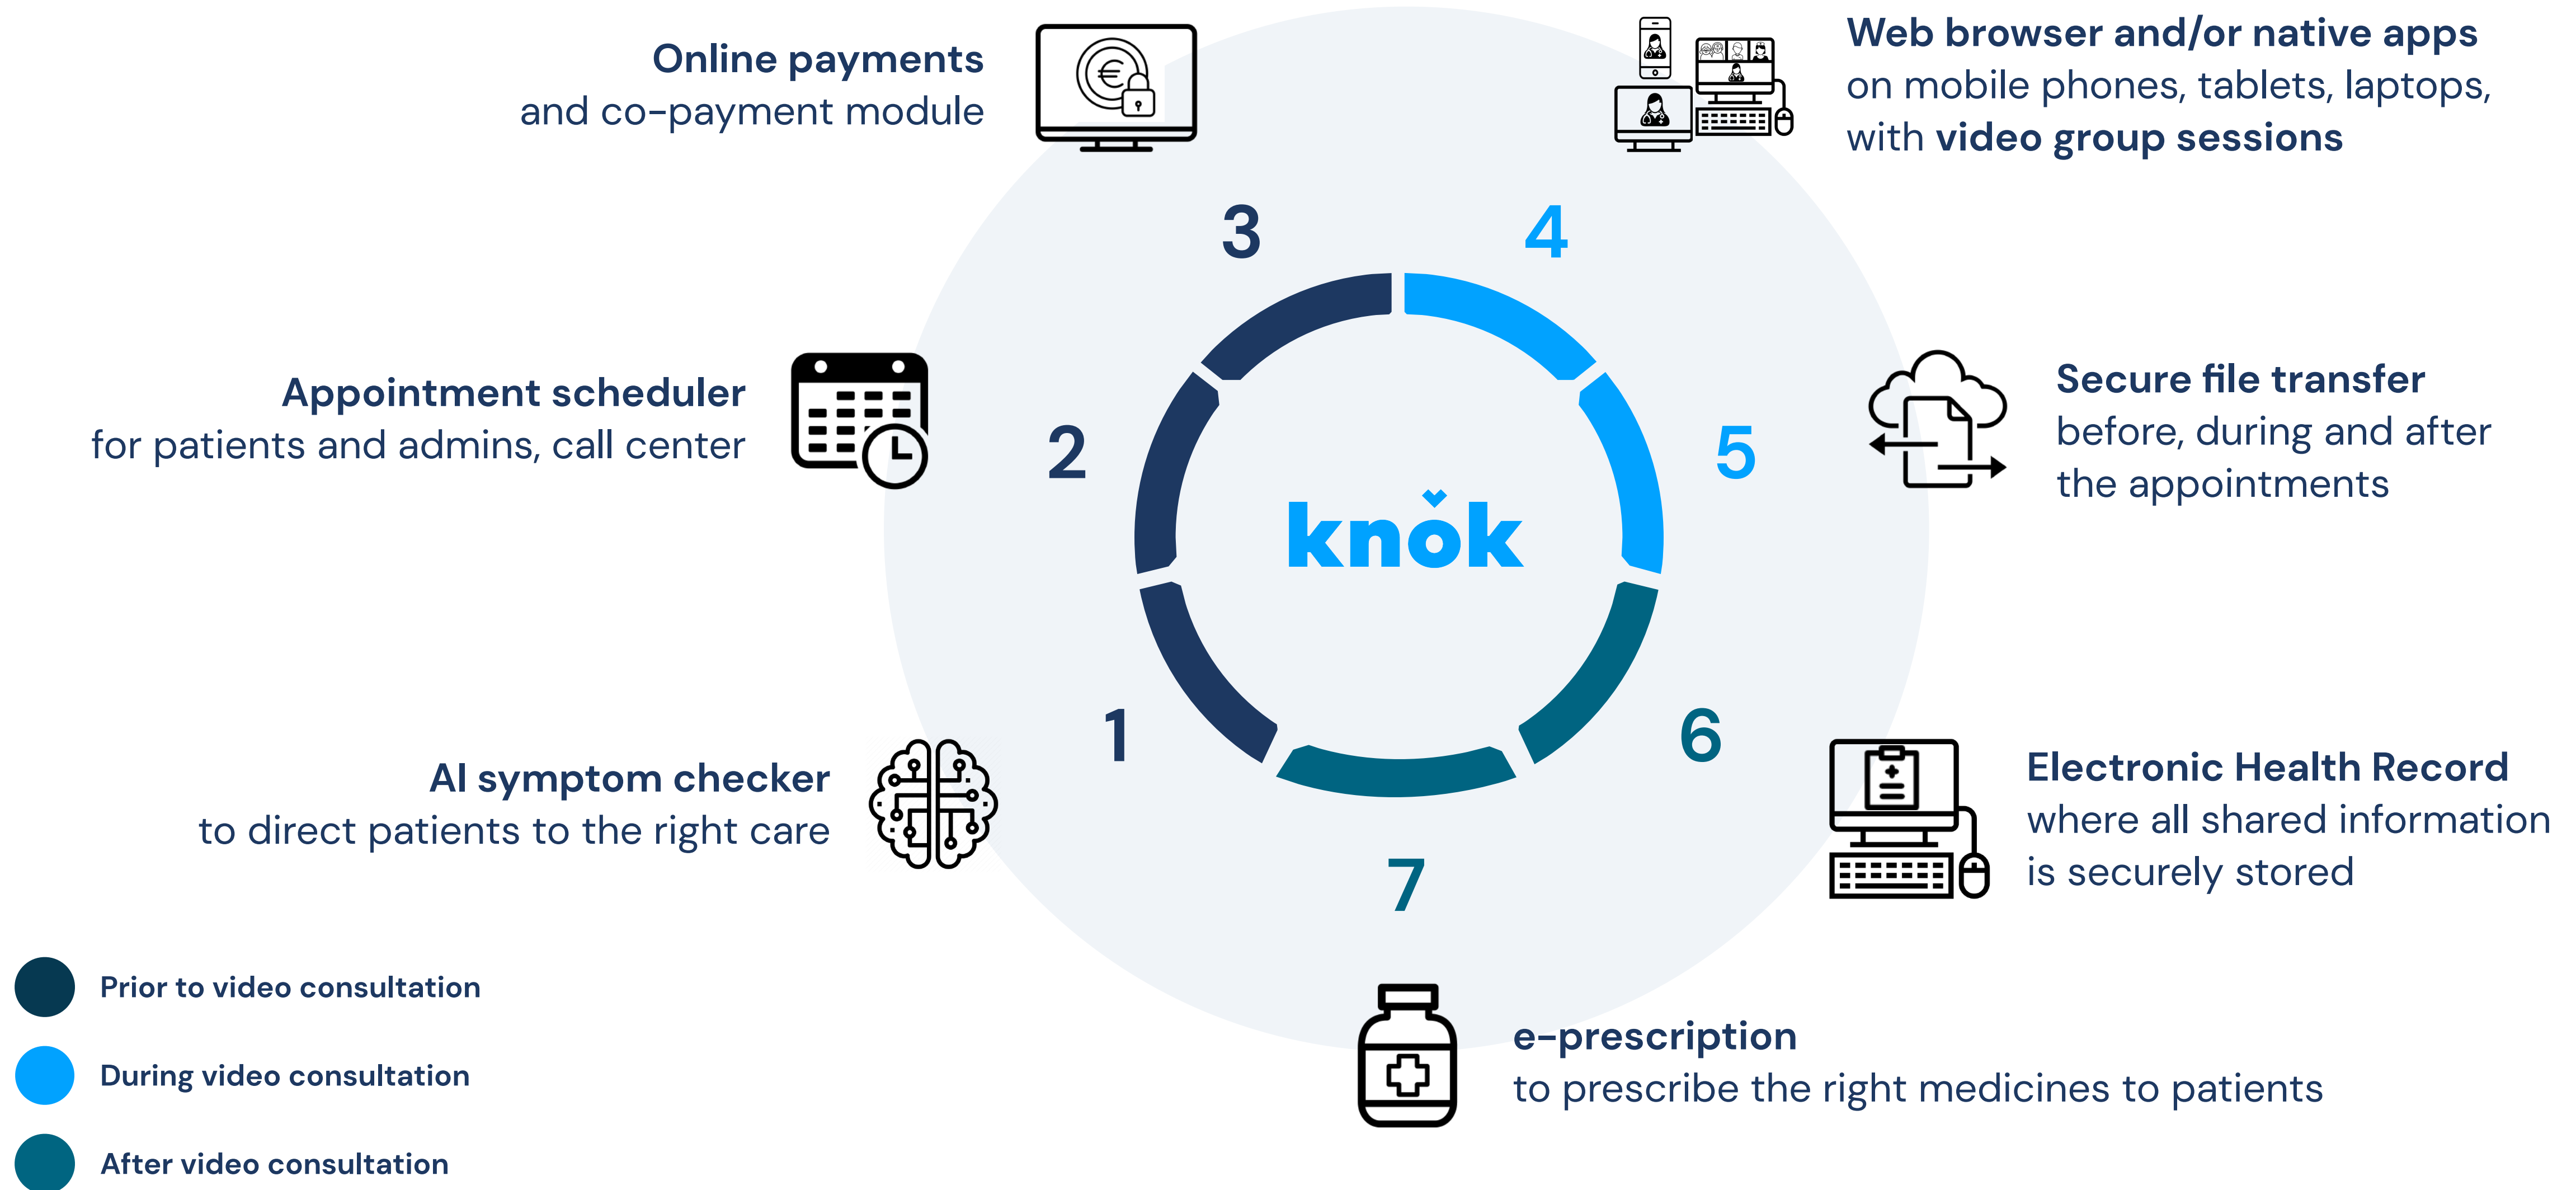 Online payments
and co-payment module
Web browser and/or native apps
on mobile phones, tablets, laptops,
with video group sessions
3
4
Appointment scheduler
for patients and admins, call center
2
5
Secure file transfer
before, during and after
the appointments
knǒk
AI symptom checker
to direct patients to the right care
1
6
Electronic Health Record
where all shared information
is securely stored
7
e-prescription
to prescribe the right medicines to patients
Prior to video consultation
During video consultation
After video consultation